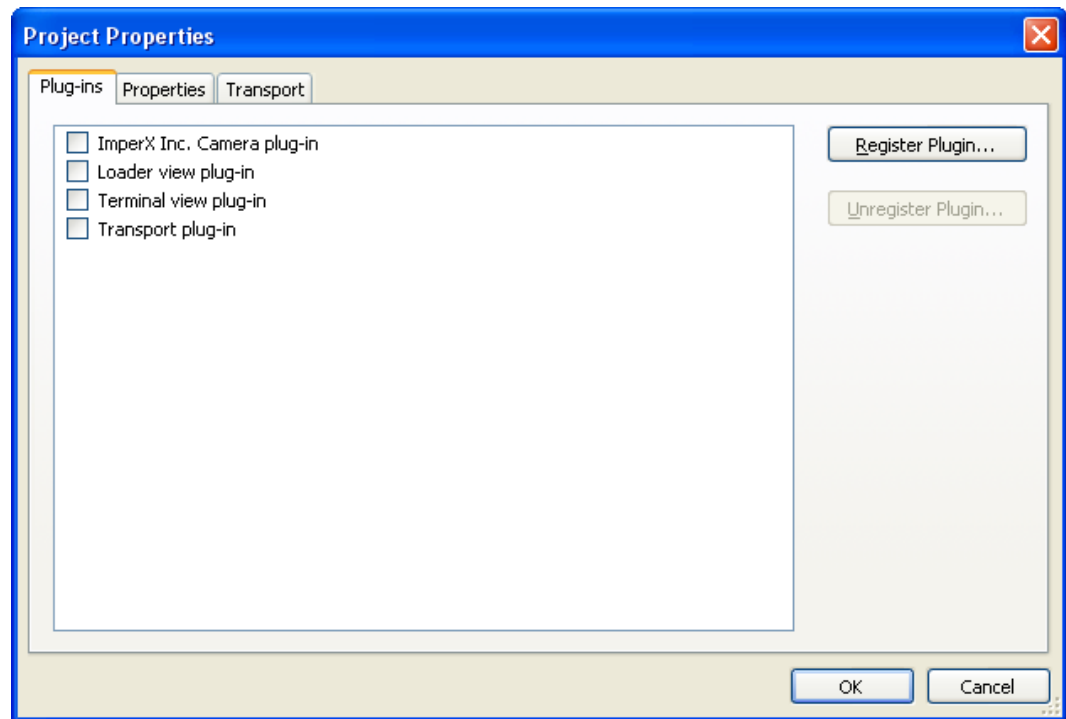 Project Properties
Plug-ins Properties Transport
ImperX Inc. Camera plug-in
Loader view plug-in
Terminal view plug-in
Transport plug-in
Register Plugin...
Unregister Plugin...
OK Cancel